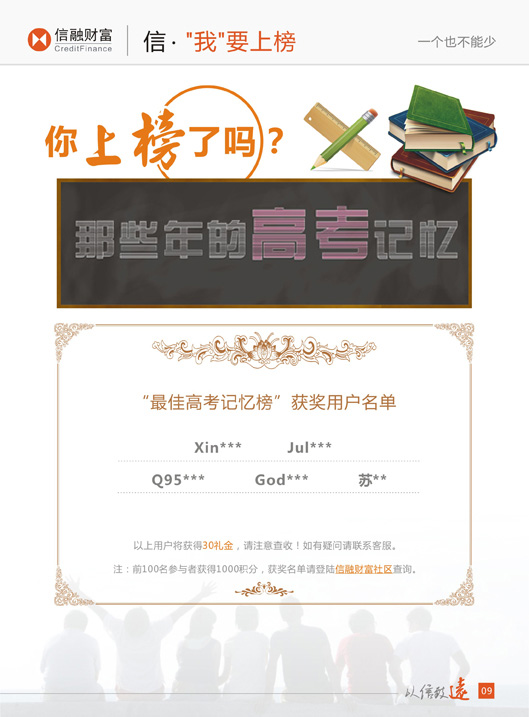 信融财富
CreditFinance
信·"我"要上榜
一个也不能少
你上榜了吗？
那些年的高考记忆
“最佳高考记忆榜”获奖用户名单
Xin*** Jul***
Q95*** God*** 苏**
以上用户将获得30礼金，请注意查收！如有疑问请联系客服。
注：前100名参与者获得1000积分，获奖名单请登陆信融财富社区查询。
以信致远
09